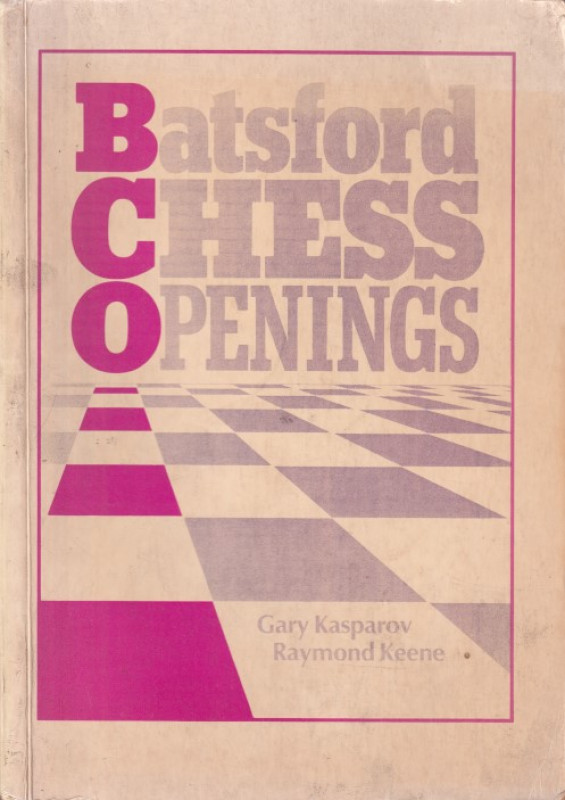 Batsford
CHESS
OPENINGS
Gary Kasparov
Raymond Keene